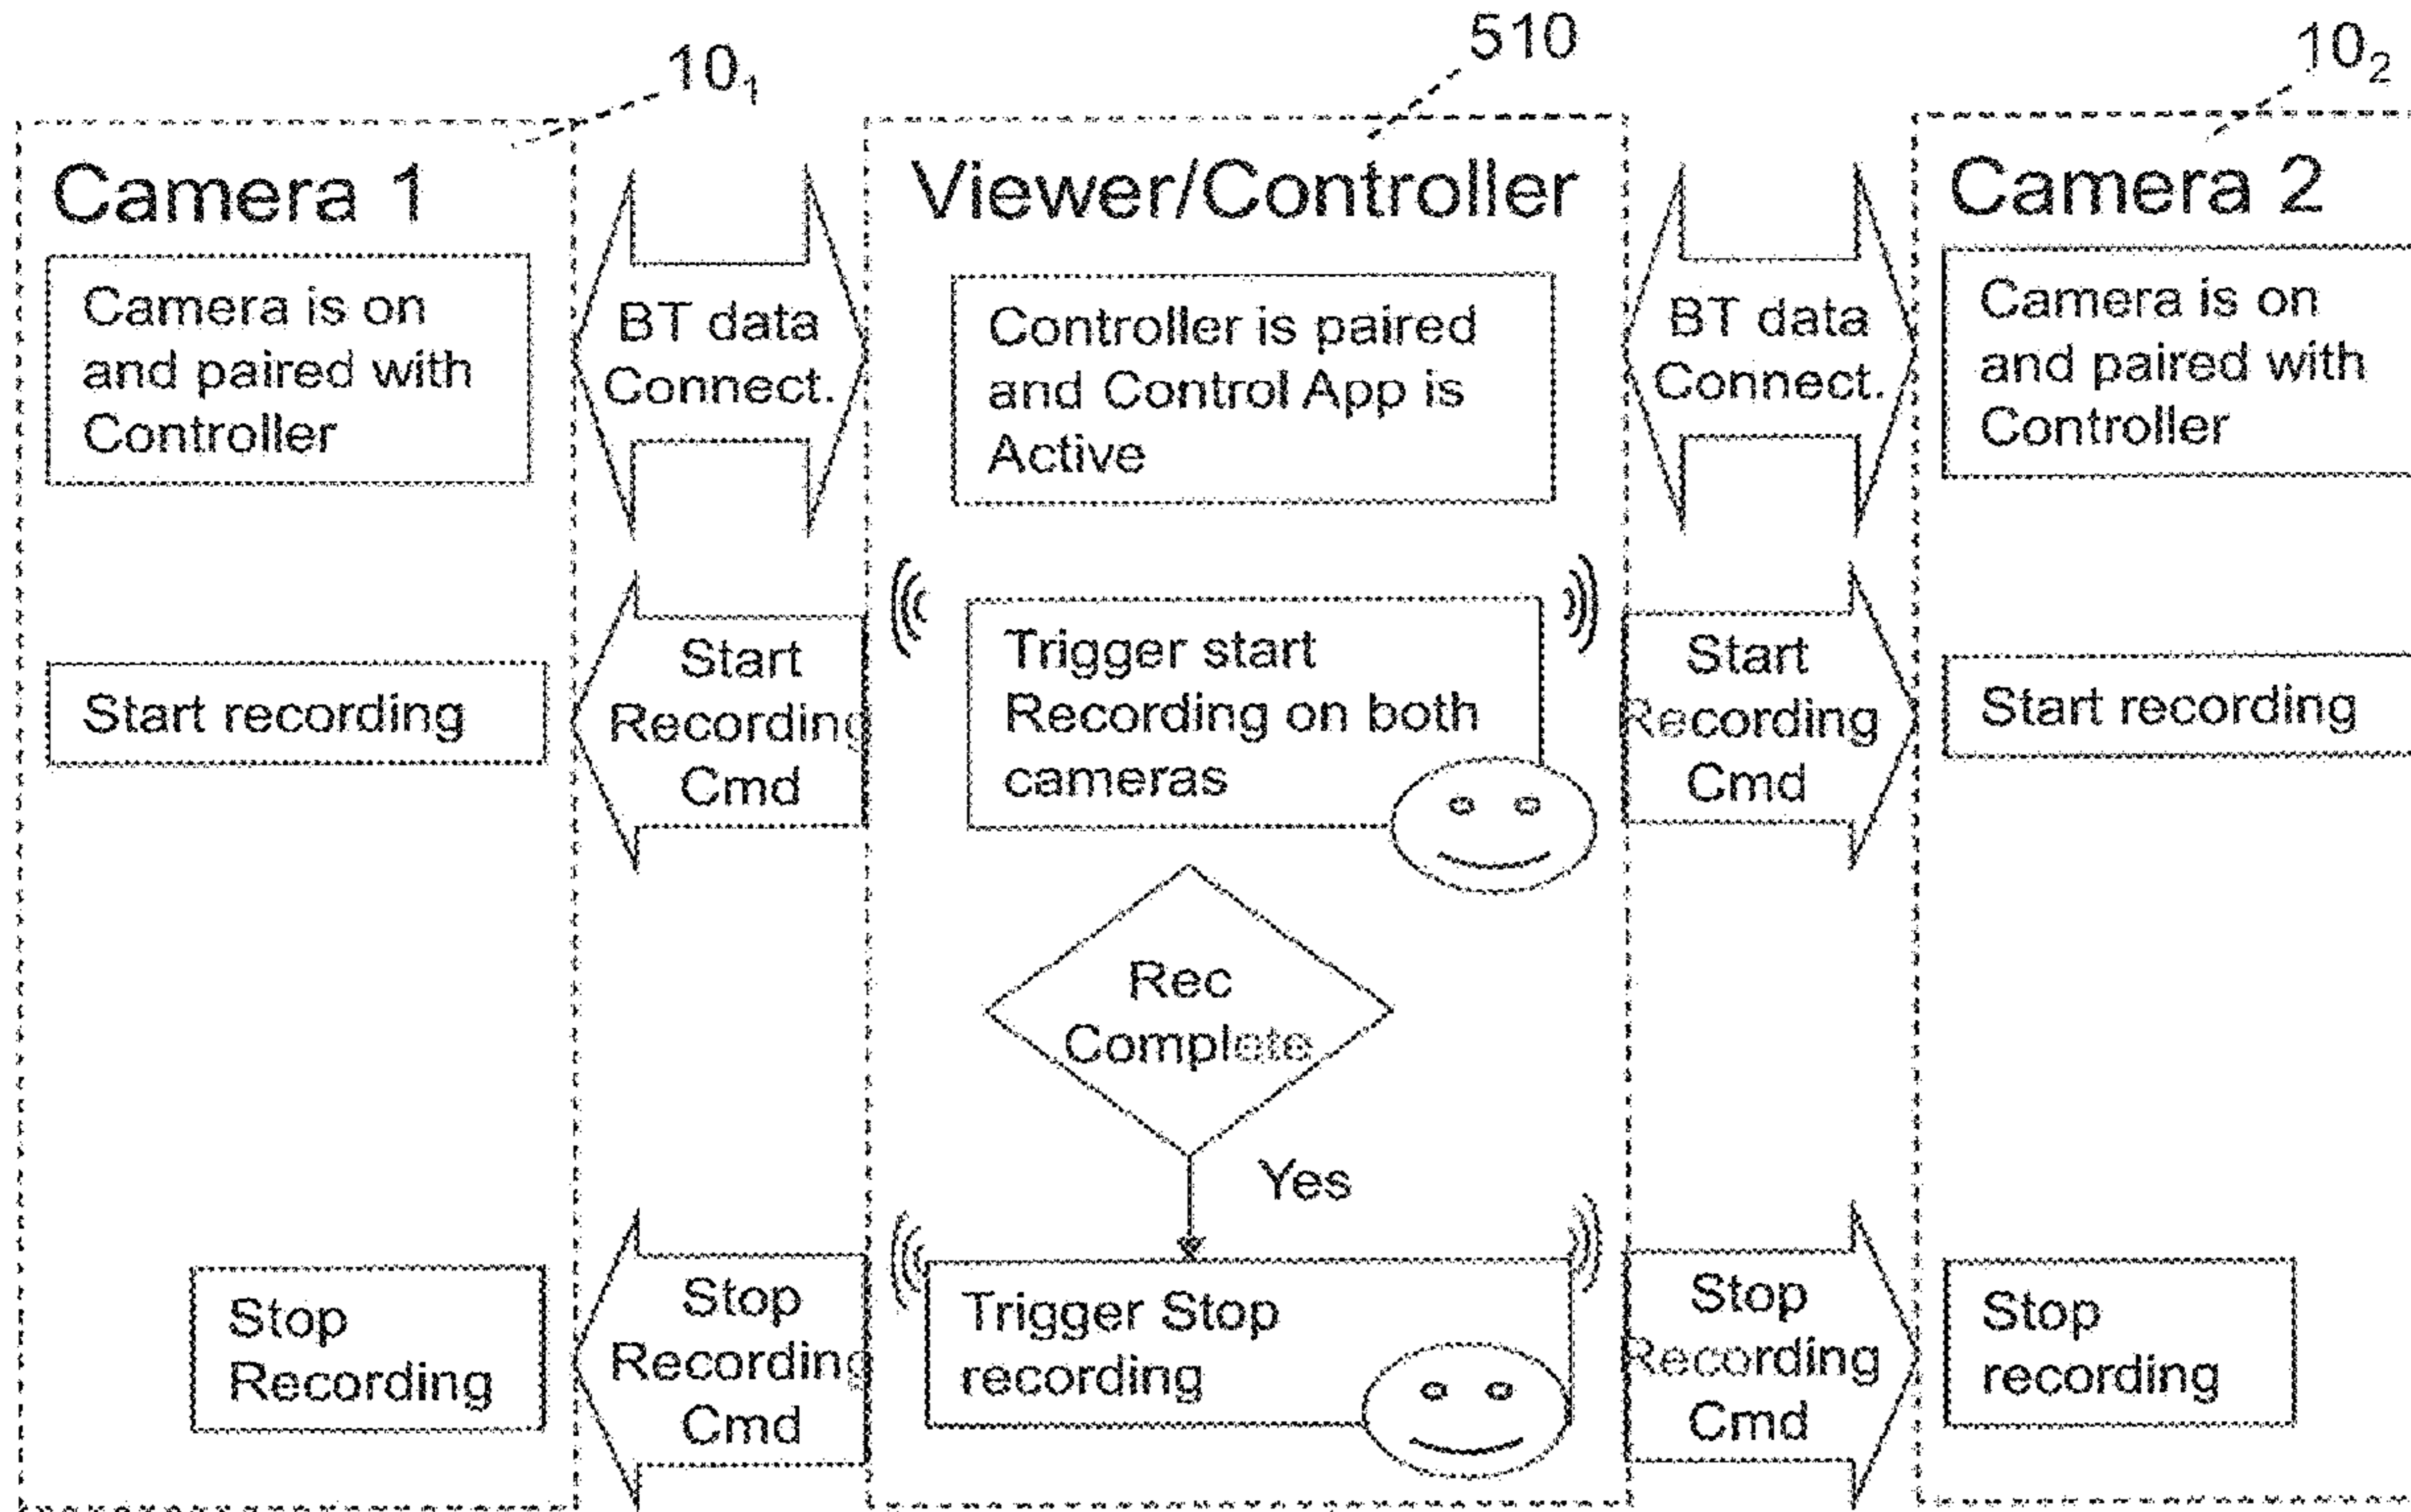 10₁
510
10₂
Camera 1
Viewer/Controller
Camera 2
Camera is on
and paired with
Controller
BT data
Connect.
Controller is paired
and Control App is
Active
BT data
Connect.
Camera is on
and paired with
Controller
Start recording
Start
Recording
Cmd
Trigger start
Recording on both
cameras
Start
Recording
Cmd
Start recording
Rec
Complete
Yes
Stop
Recording
Stop
Recording
Cmd
Trigger Stop
recording
Stop
Recording
Cmd
Stop
recording